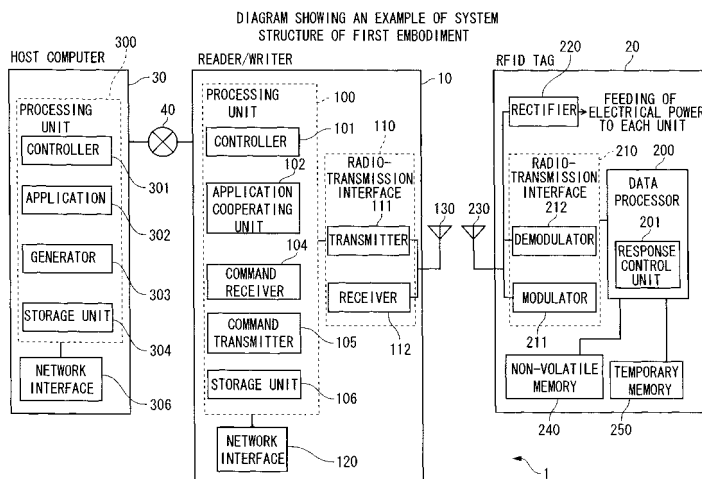 DIAGRAM SHOWING AN EXAMPLE OF SYSTEM
STRUCTURE OF FIRST EMBODIMENT
HOST COMPUTER
300
30
40
PROCESSING
UNIT
CONTROLLER
301
APPLICATION
302
GENERATOR
303
STORAGE UNIT
304
NETWORK
INTERFACE
306
READER/WRITER
10
PROCESSING
UNIT
100
CONTROLLER
101
102
APPLICATION
COOPERATING
UNIT
104
COMMAND
RECEIVER
COMMAND
TRANSMITTER
105
STORAGE UNIT
106
NETWORK
INTERFACE
120
110
RADIO-
TRANSMISSION
INTERFACE
111
TRANSMITTER
RECEIVER
112
130
230
RFID TAG
220
20
RECTIFIER
FEEDING OF
ELECTRICAL POWER
TO EACH UNIT
210
RADIO-
TRANSMISSION
INTERFACE
212
DEMODULATOR
MODULATOR
211
200
DATA
PROCESSOR
201
RESPONSE
CONTROL
UNIT
NON-VOLATILE
MEMORY
240
TEMPORARY
MEMORY
250
1